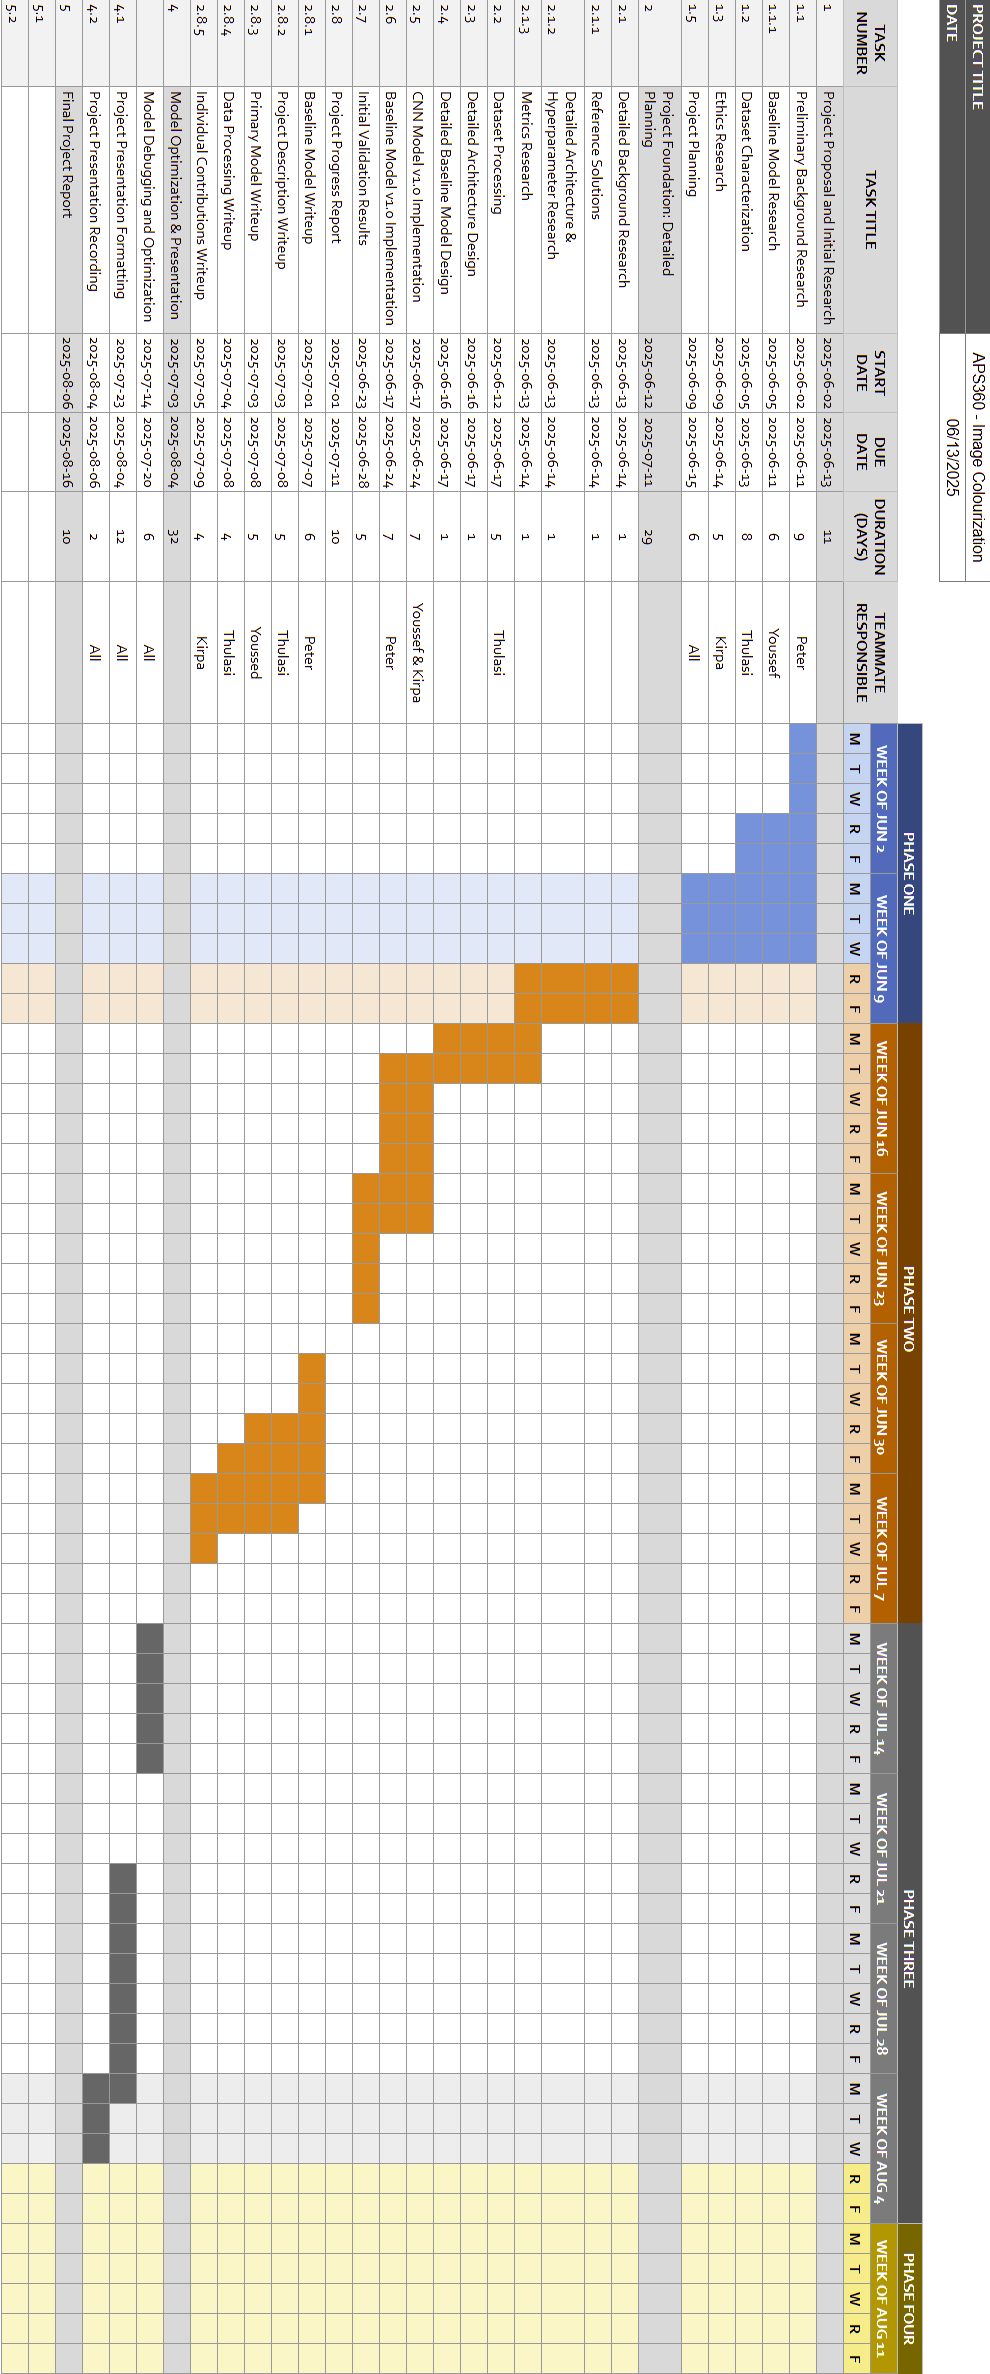 PROJECT TITLE APS360 - Image Colourization
DATE 06/13/2025
PHASE ONE PHASE TWO PHASE THREE PHASE FOUR
TASK NUMBER TASK TITLE START DATE DUE DATE DURATION (DAYS) TEAMMATE RESPONSIBLE WEEK OF JUN 2 WEEK OF JUN 9 WEEK OF JUN 16 WEEK OF JUN 23 WEEK OF JUN 30 WEEK OF JUL 7 WEEK OF JUL 14 WEEK OF JUL 21 WEEK OF JUL 28 WEEK OF AUG 4 WEEK OF AUG 11
M T W R F M T W R F M T W R F M T W R F M T W R F M T W R F M T W R F M T W R F M T W R F M T W R F M T W R F
1 Project Proposal and Initial Research 2025-06-02 2025-06-13 11
1.1 Preliminary Background Research 2025-06-02 2025-06-11 9 Peter
1.1.1 Baseline Model Research 2025-06-05 2025-06-11 6 Youssef
1.2 Dataset Characterization 2025-06-05 2025-06-13 8 Thulasi
1.3 Ethics Research 2025-06-09 2025-06-14 5 Kirpa
1.5 Project Planning 2025-06-09 2025-06-15 6 All
2 Project Foundation: Detailed Planning 2025-06-12 2025-07-11 29
2.1 Detailed Background Research 2025-06-13 2025-06-14 1
2.1.1 Reference Solutions 2025-06-13 2025-06-14 1
2.1.2 Detailed Architecture & Hyperparameter Research 2025-06-13 2025-06-14 1
2.1.3 Metrics Research 2025-06-13 2025-06-14 1
2.2 Dataset Processing 2025-06-12 2025-06-17 5 Thulasi
2.3 Detailed Architecture Design 2025-06-16 2025-06-17 1
2.4 Detailed Baseline Model Design 2025-06-16 2025-06-17 1
2.5 CNN Model v1.0 Implementation 2025-06-17 2025-06-24 7 Youssef & Kirpa
2.6 Baseline Model v1.0 Implementation 2025-06-17 2025-06-24 7 Peter
2.7 Initial Validation Results 2025-06-23 2025-06-28 5
2.8 Project Progress Report 2025-07-01 2025-07-11 10
2.8.1 Baseline Model Writeup 2025-07-01 2025-07-07 6 Peter
2.8.2 Project Description Writeup 2025-07-03 2025-07-08 5 Thulasi
2.8.3 Primary Model Writeup 2025-07-03 2025-07-08 5 Youssed
2.8.4 Data Processing Writeup 2025-07-04 2025-07-08 4 Thulasi
2.8.5 Individual Contributions Writeup 2025-07-05 2025-07-09 4 Kirpa
4 Model Optimization & Presentation 2025-07-03 2025-08-04 32
Model Debugging and Optimization 2025-07-14 2025-07-20 6 All
4.1 Project Presentation Formatting 2025-07-23 2025-08-04 12 All
4.2 Project Presentation Recording 2025-08-04 2025-08-06 2 All
5 Final Project Report 2025-08-06 2025-08-16 10
5.1
5.2